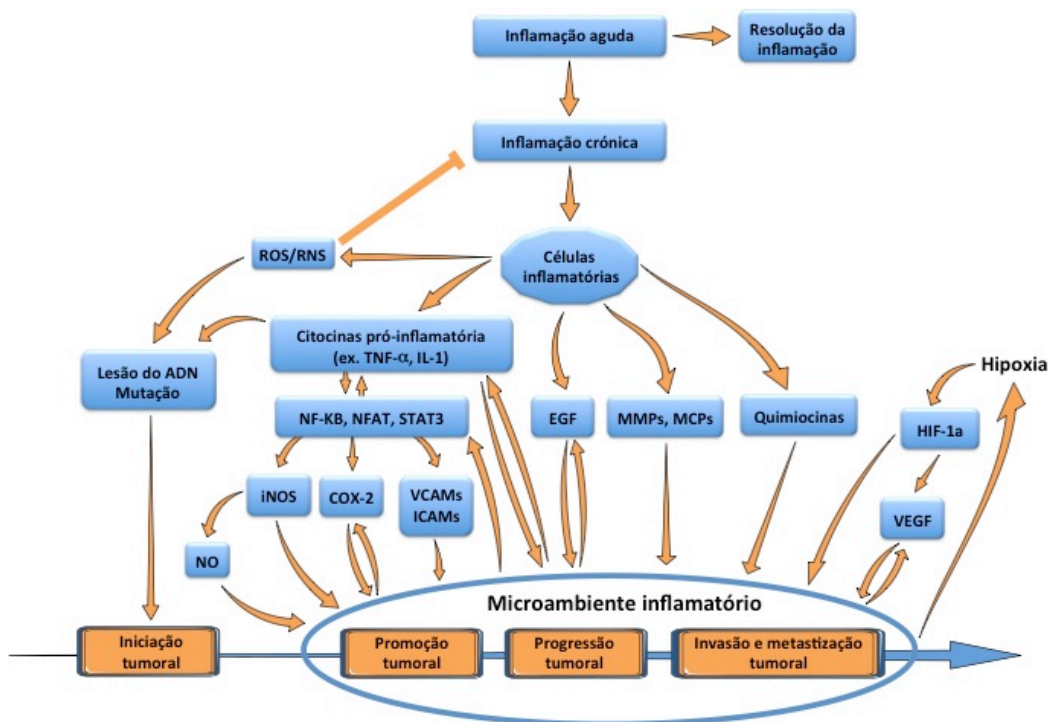 Inflamação aguda
Resolução da
inflamação
Inflamação crónica
ROS/RNS
Células
inflamatórias
Citocinas pró-inflamatória
(ex. TNF-α, IL-1)
Lesão do ADN
Mutação
Hipoxia
NF-KB, NFAT, STAT3
EGF
MMPs, MCPs
Quimiocinas
HIF-1a
iNOS
COX-2
VCAMs
ICAMs
VEGF
NO
Microambiente inflamatório
Iniciação
tumoral
Promoção
tumoral
Progressão
tumoral
Invasão e metastização
tumoral